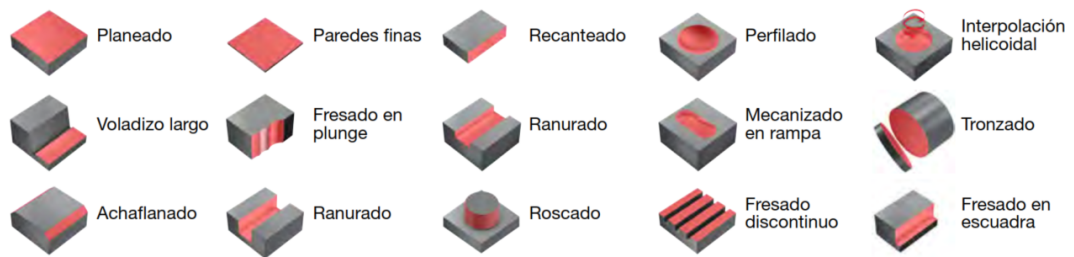 Planeado
Paredes finas
Recanteado
Perfilado
Interpolación
helicoidal
Voladizo largo
Fresado en
plunge
Ranurado
Mecanizado
en rampa
Tronzado
Achaflanado
Ranurado
Roscado
Fresado
discontinuo
Fresado en
escuadra